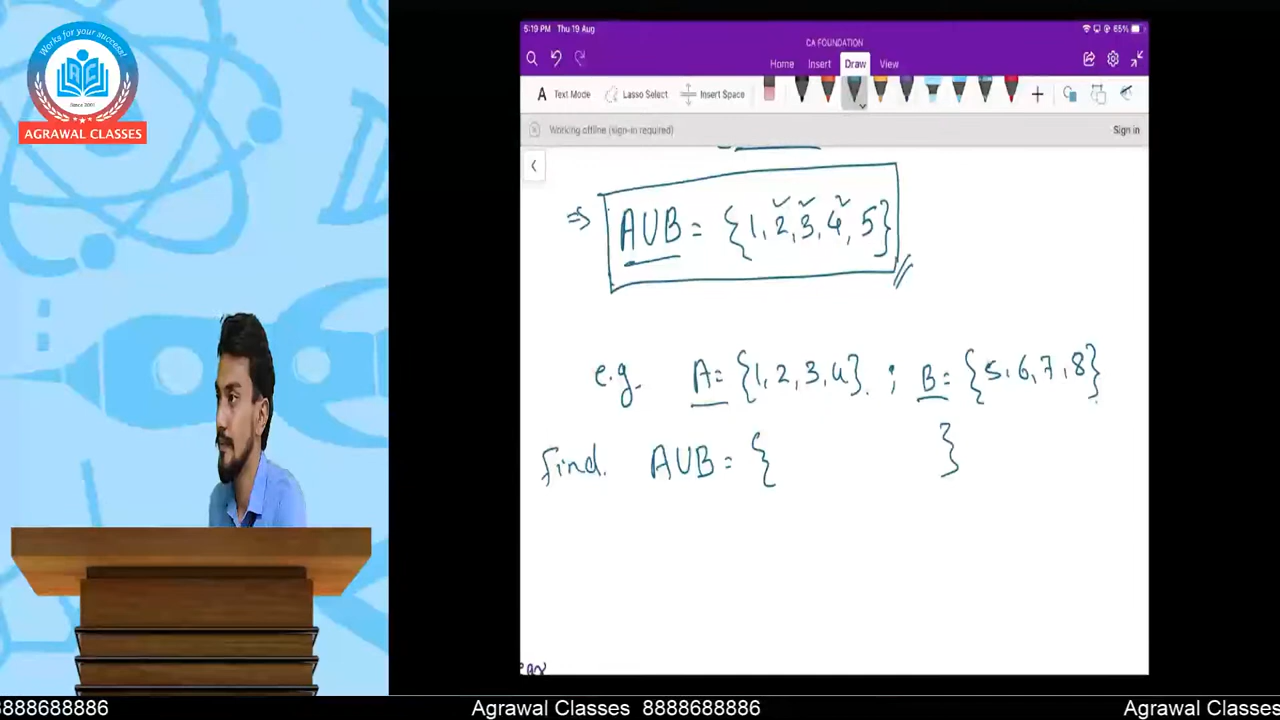 Works for your success!
AC
Since 2001
AGRAWAL CLASSES
5:19 PM Thu 19 Aug
65%
CA FOUNDATION
Home Insert Draw View
Text Mode Lasso Select Insert Space
Working offline (sign-in required) Sign in
⇒ AUB = {1, 2, 3, 4, 5}
e.g. A = {1, 2, 3, 4}. ; B = {5, 6, 7, 8}
Find. AUB = { }
8888688886 Agrawal Classes 8888688886 Agrawal Classes